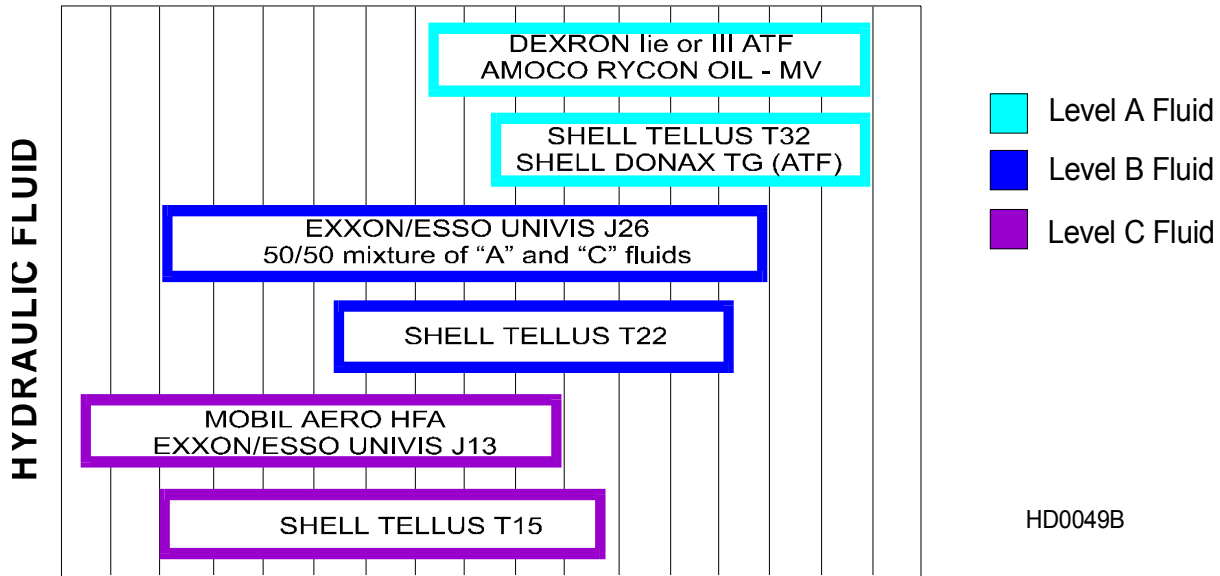 HYDRAULIC FLUID
DEXRON Iie or III ATF
AMOCO RYCON OIL - MV
SHELL TELLUS T32
SHELL DONAX TG (ATF)
EXXON/ESSO UNIVIS J26
50/50 mixture of “A” and “C” fluids
SHELL TELLUS T22
MOBIL AERO HFA
EXXON/ESSO UNIVIS J13
SHELL TELLUS T15
Level A Fluid
Level B Fluid
Level C Fluid
HD0049B